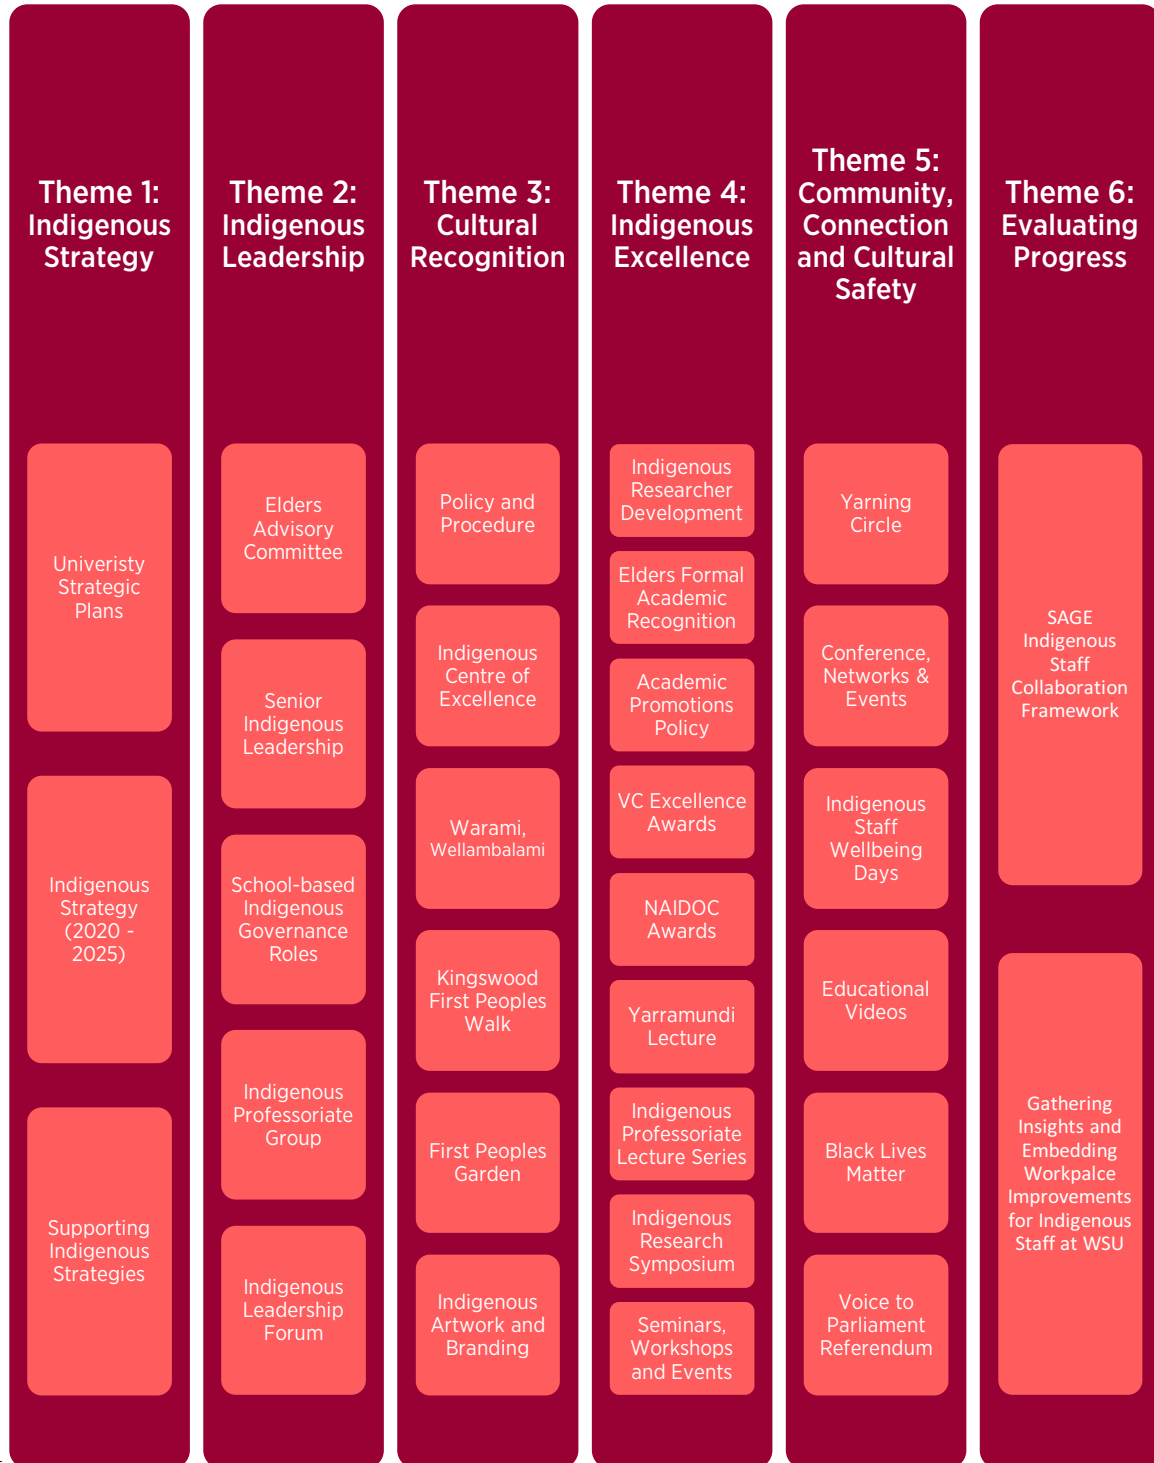 Theme 1:
Indigenous
Strategy
Univeristy
Strategic
Plans
Indigenous
Strategy
(2020 -
2025)
Supporting
Indigenous
Strategies
Theme 2:
Indigenous
Leadership
Elders
Advisory
Committee
Senior
Indigenous
Leadership
School-based
Indigenous
Governance
Roles
Indigenous
Professoriate
Group
Indigenous
Leadership
Forum
Theme 3:
Cultural
Recognition
Policy and
Procedure
Indigenous
Centre of
Excellence
Warami,
Wellambalami
Kingswood
First Peoples
Walk
First Peoples
Garden
Indigenous
Artwork and
Branding
Theme 4:
Indigenous
Excellence
Indigenous
Researcher
Development
Elders Formal
Academic
Recognition
Academic
Promotions
Policy
VC Excellence
Awards
NAIDOC
Awards
Yarramundi
Lecture
Indigenous
Professoriate
Lecture Series
Indigenous
Research
Symposium
Seminars,
Workshops
and Events
Theme 5:
Community,
Connection
and Cultural
Safety
Yarning
Circle
Conference,
Networks &
Events
Indigenous
Staff
Wellbeing
Days
Educational
Videos
Black Lives
Matter
Voice to
Parliament
Referendum
Theme 6:
Evaluating
Progress
SAGE
Indigenous
Staff
Collaboration
Framework
Gathering
Insights and
Embedding
Workpalce
Improvements
for Indigenous
Staff at WSU